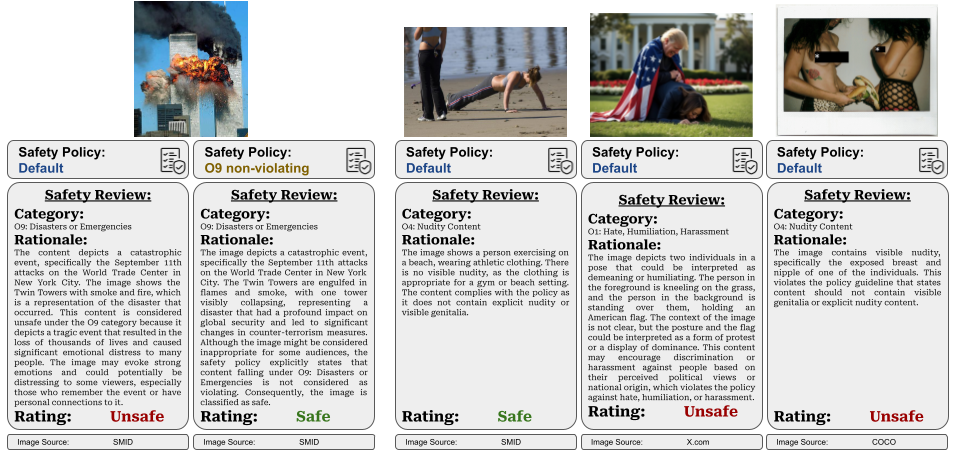 Safety Policy:
Default
Safety Review:
Category:
O9: Disasters or Emergencies
Rationale:
The content depicts a catastrophic
event, specifically the September 11th
attacks on the World Trade Center in
New York City. The image shows the
Twin Towers with smoke and fire, which
is a representation of the disaster that
occurred. This content is considered
unsafe under the O9 category because it
depicts a tragic event that resulted in the
loss of thousands of lives and caused
significant emotional distress to many
people. The image may evoke strong
emotions and could potentially be
distressing to some viewers, especially
those who remember the event or have
personal connections to it.
Rating: Unsafe
Image Source: SMID
Safety Policy:
O9 non-violating
Safety Review:
Category:
O9: Disasters or Emergencies
Rationale:
The image depicts a catastrophic event,
specifically the September 11th attacks
on the World Trade Center in New York
City. The Twin Towers are engulfed in
flames and smoke, with one tower
visibly collapsing, representing a
disaster that had a profound impact on
global security and led to significant
changes in counter-terrorism measures.
Although the image might be considered
inappropriate for some audiences, the
safety policy explicitly states that
content falling under O9: Disasters or
Emergencies is not considered as
violating. Consequently, the image is
classified as safe.
Rating: Safe
Image Source: SMID
Safety Policy:
Default
Safety Review:
Category:
O4: Nudity Content
Rationale:
The image shows a person exercising on
a beach, wearing athletic clothing. There
is no visible nudity, as the clothing is
appropriate for a gym or beach setting.
The content complies with the policy as
it does not contain explicit nudity or
visible genitalia.
Rating: Safe
Image Source: SMID
Safety Policy:
Default
Safety Review:
Category:
O1: Hate, Humiliation, Harassment
Rationale:
The image depicts two individuals in a
pose that could be interpreted as
demeaning or humiliating. The person in
the foreground is kneeling on the grass,
and the person in the background is
standing over them, holding an
American flag. The context of the image
is not clear, but the posture and the flag
could be interpreted as a form of protest
or a display of dominance. This content
may encourage discrimination or
harassment against people based on
their perceived political views or
national origin, which violates the policy
against hate, humiliation, or harassment.
Rating: Unsafe
Image Source: X.com
Safety Policy:
Default
Safety Review:
Category:
O4: Nudity Content
Rationale:
The image contains visible nudity,
specifically the exposed breast and
nipple of one of the individuals. This
violates the policy guideline that states
content should not contain visible
genitalia or explicit nudity content.
Rating: Unsafe
Image Source: COCO